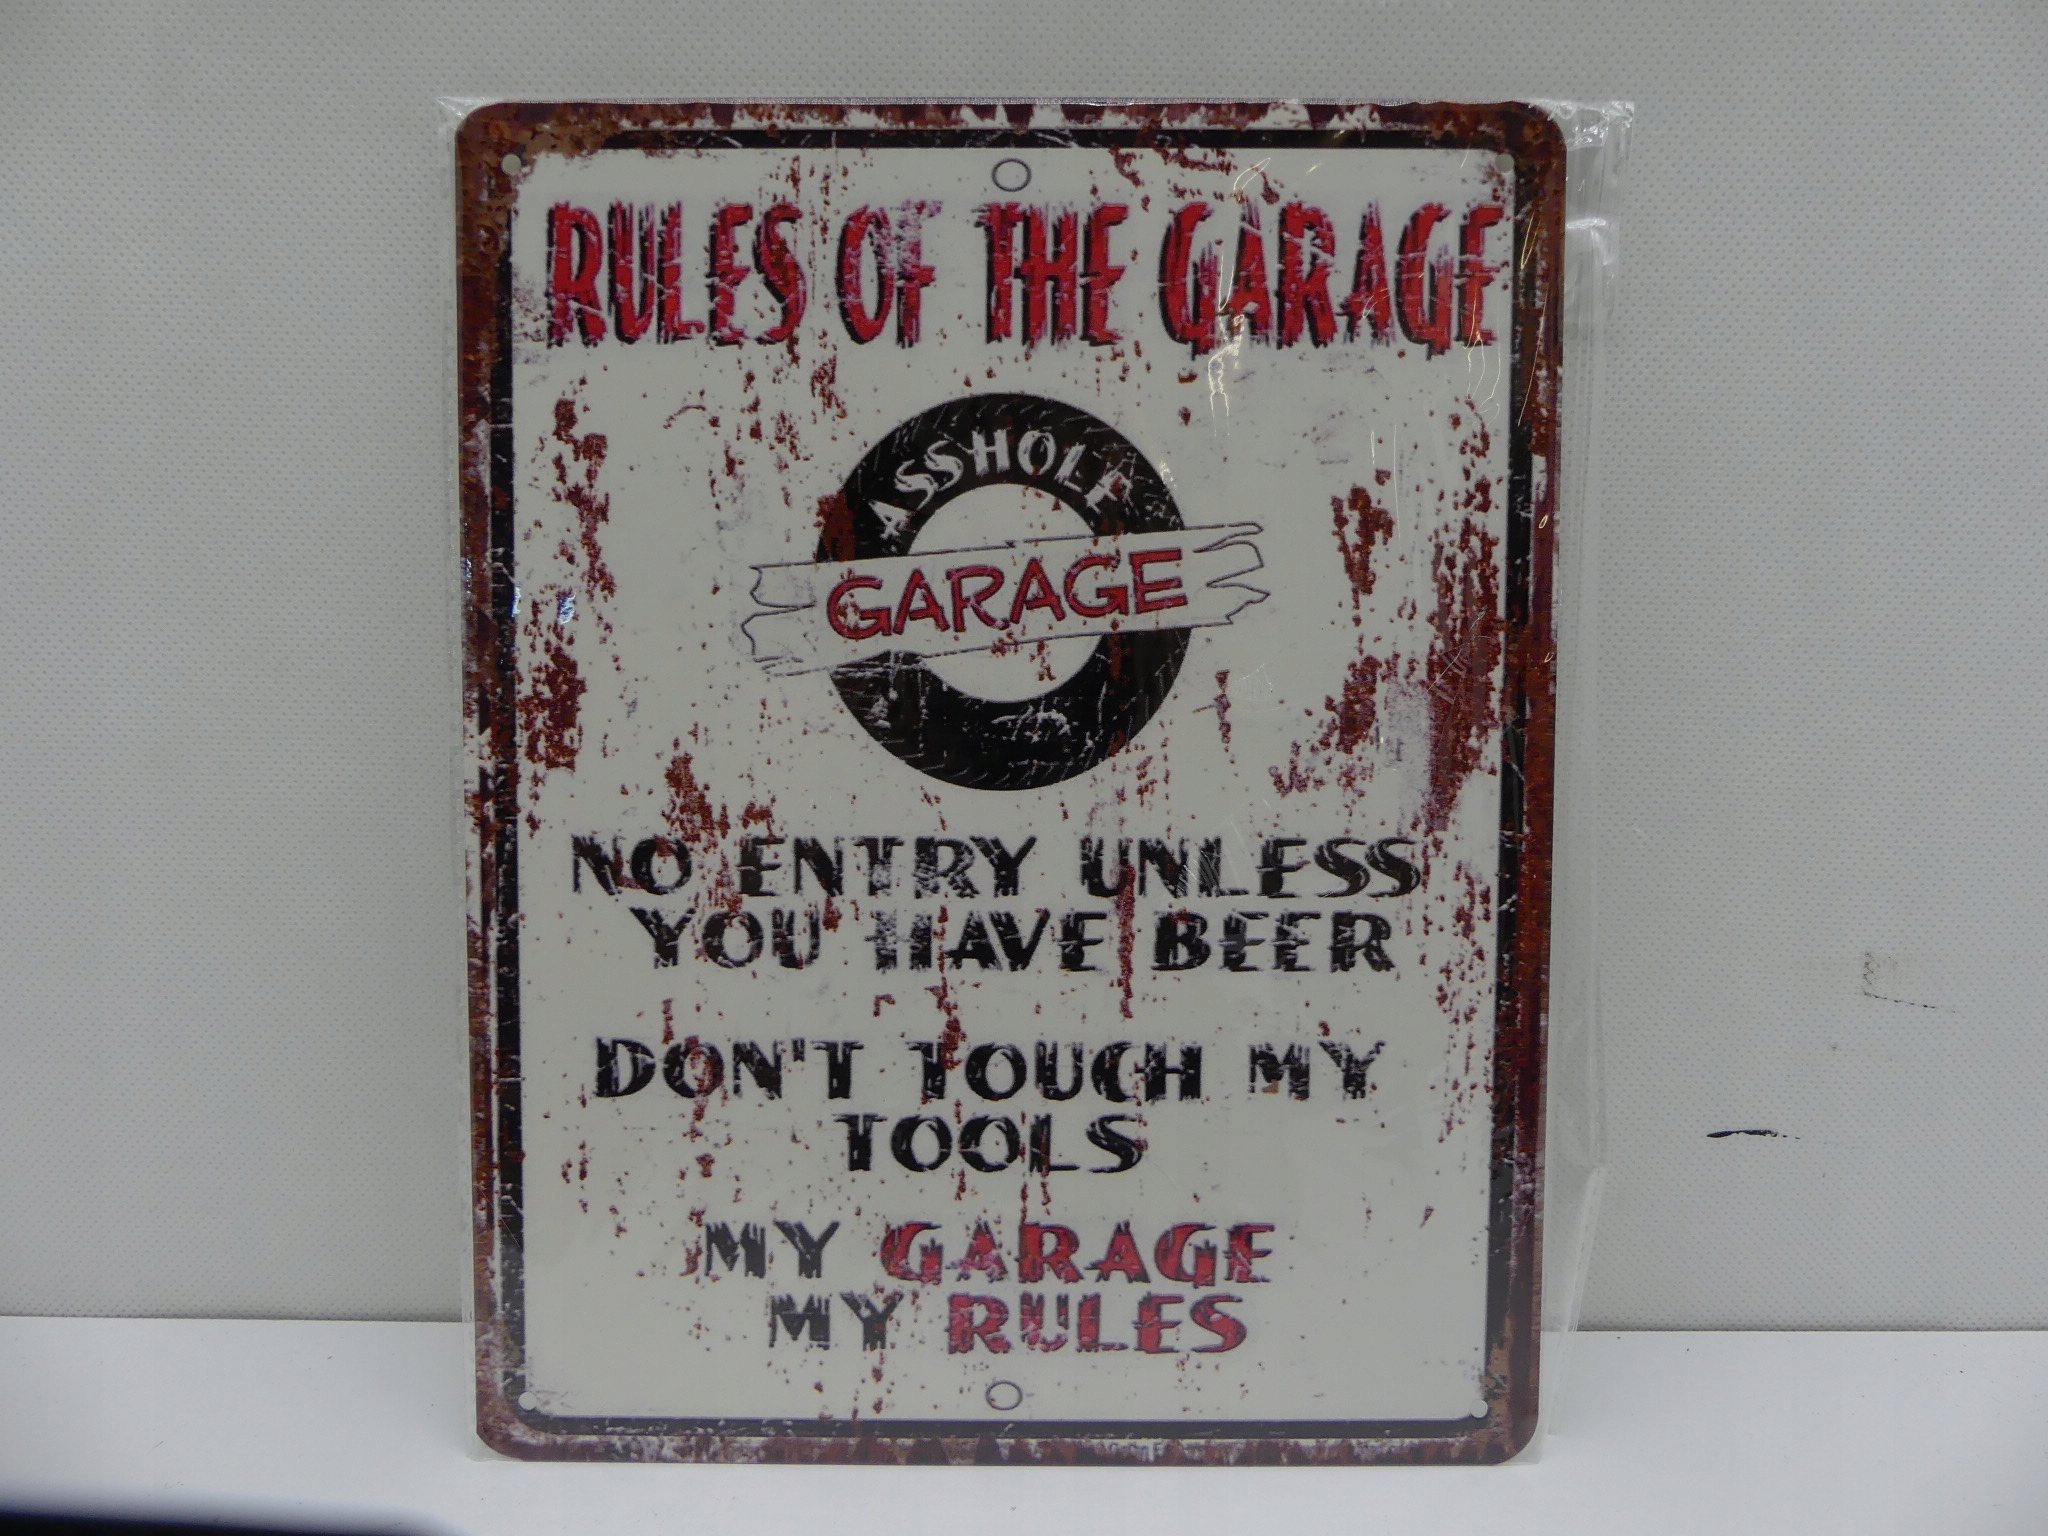 RULES OF THE GARAGE
ASSHOLE
GARAGE
NO ENTRY UNLESS
YOU HAVE BEER
DON'T TOUCH MY
TOOLS
MY GARAGE
MY RULES